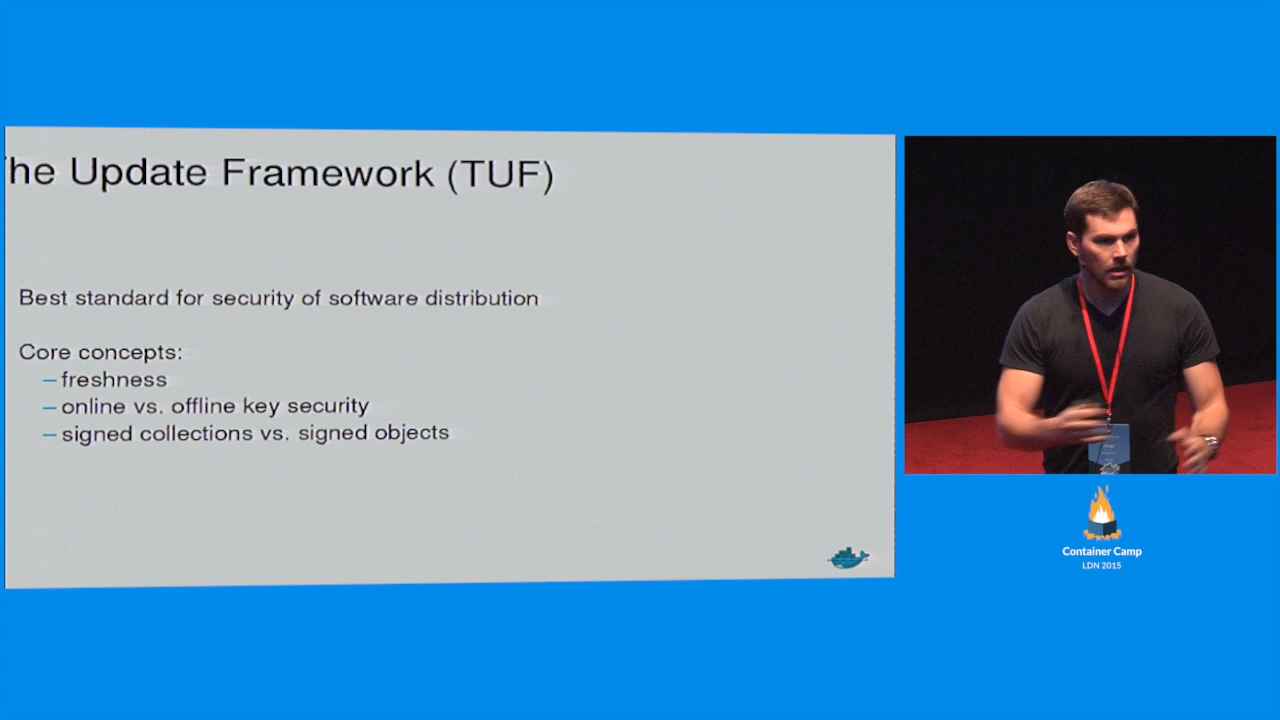 he Update Framework (TUF)
Best standard for security of software distribution
Core concepts:
– freshness
– online vs. offline key security
– signed collections vs. signed objects
Container Camp
LDN 2015